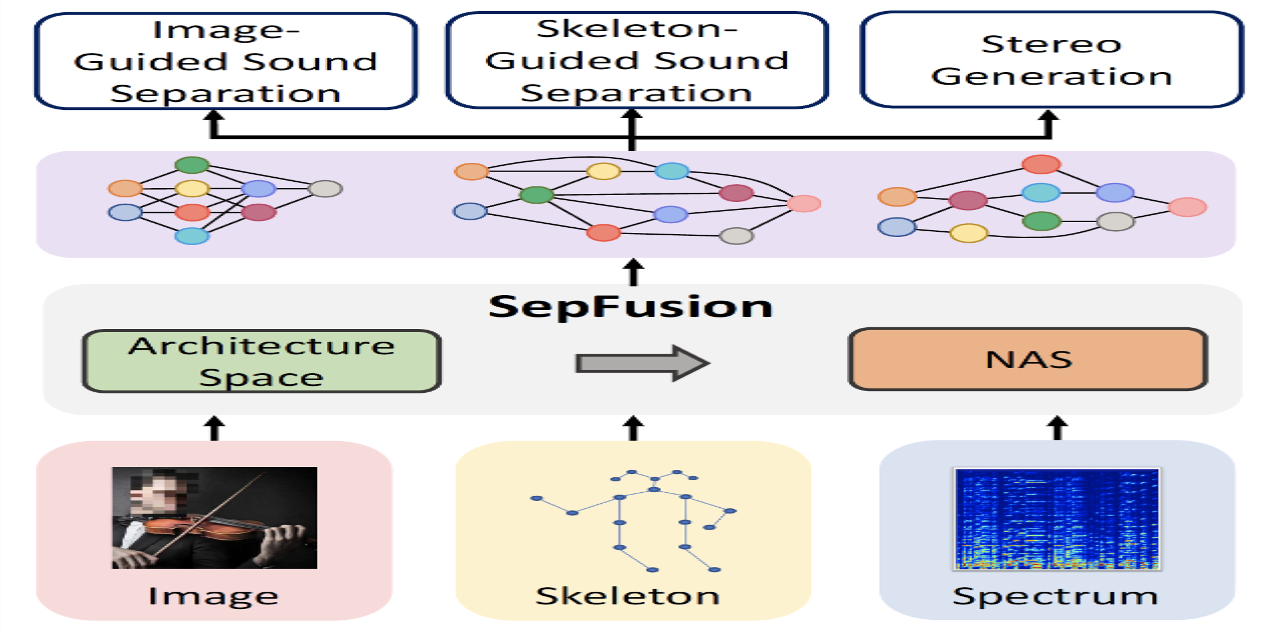 Image-
Guided Sound
Separation
Skeleton-
Guided Sound
Separation
Stereo
Generation
SepFusion
Architecture
Space
NAS
Image
Skeleton
Spectrum